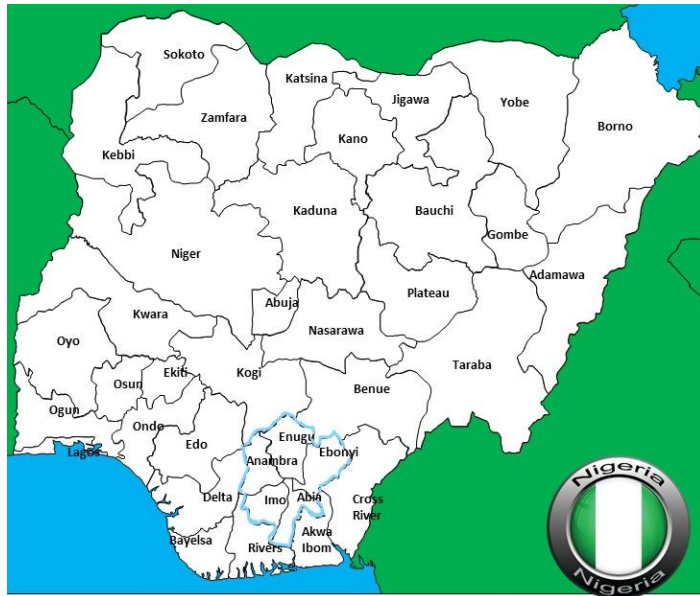 Sokoto
Katsina
Jigawa
Yobe
Zamfara
Borno
Kano
Kebbi
Kaduna
Bauchi
Gombe
Niger
Adamawa
Plateau
Abuja
Kwara
Nasarawa
Oyo
Taraba
Kogi
Ekiti
Osun
Benue
Ogun
Ondo
Enugu
Edo
Ebonyi
Lagos
Anambra
Nigeria
Delta
Imo
Abia
Cross
River
Akwa
Ibom
Bayelsa
Rivers
Nigeria